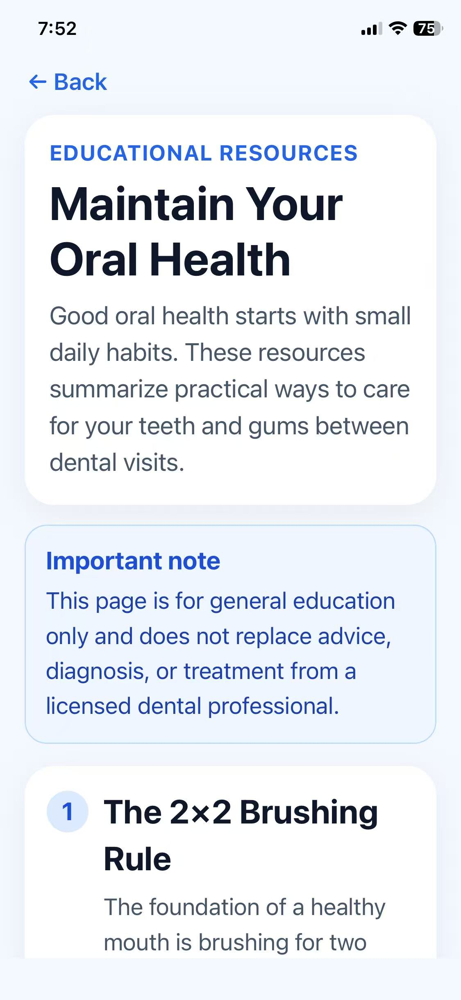 7:52
75
← Back
EDUCATIONAL RESOURCES
Maintain Your
Oral Health
Good oral health starts with small
daily habits. These resources
summarize practical ways to care
for your teeth and gums between
dental visits.
Important note
This page is for general education
only and does not replace advice,
diagnosis, or treatment from a
licensed dental professional.
1
The 2×2 Brushing
Rule
The foundation of a healthy
mouth is brushing for two